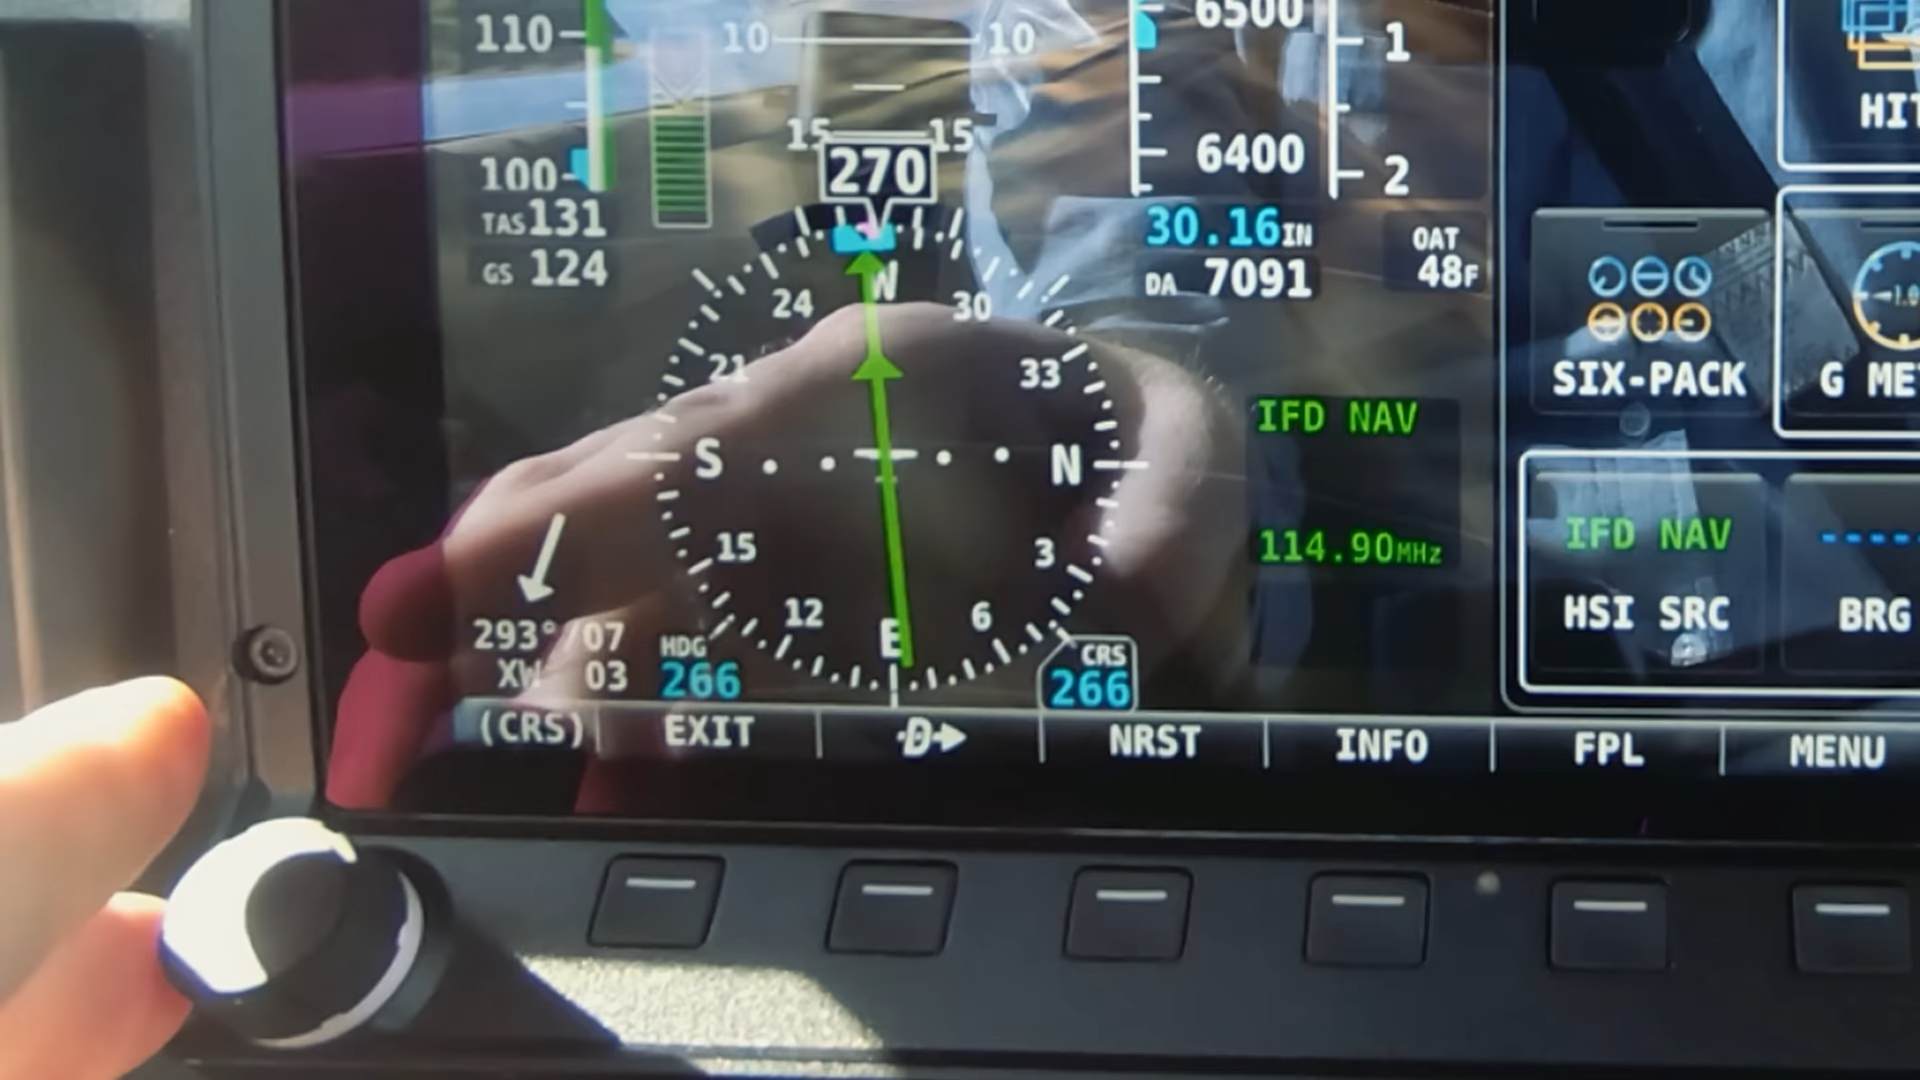 110
10
10
6500
1
HIT
15
15
270
100
6400
2
TAS 131
30.16IN
OAT
48F
GS 124
DA 7091
W
24
30
21
33
SIX-PACK
G ME
IFD NAV
S
N
15
3
114.90MHz
IFD NAV
HSI SRC
BRG
12
6
E
293°/07
XW 03
HDG
266
CRS
266
(CRS)
EXIT
D
NRST
INFO
FPL
MENU